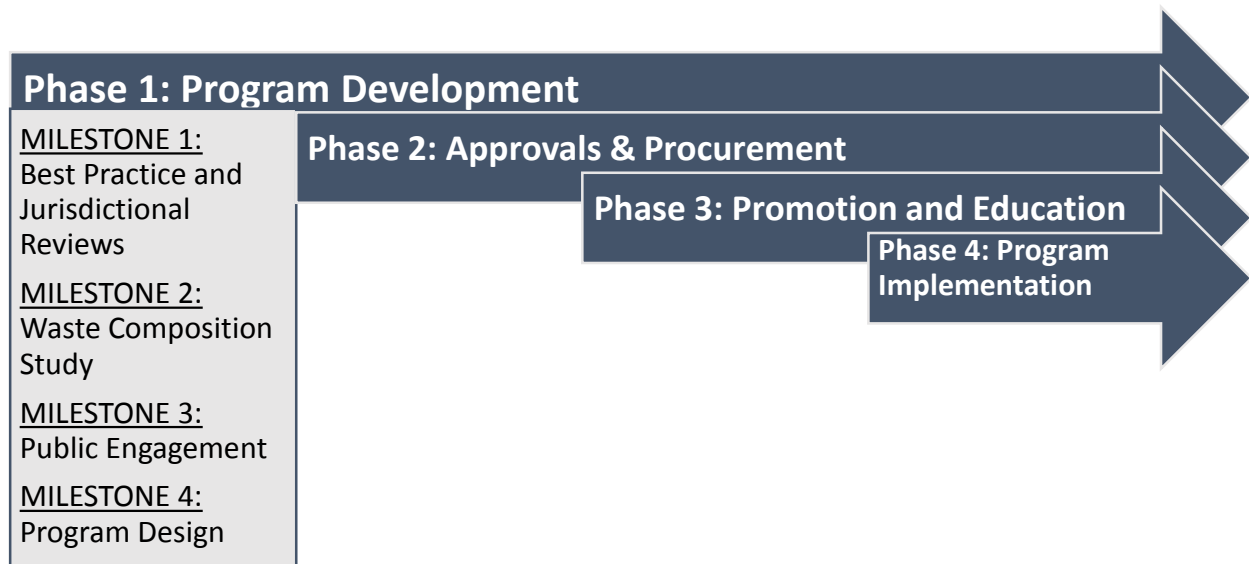 Phase 1: Program Development
MILESTONE 1:
Best Practice and
Jurisdictional
Reviews
MILESTONE 2:
Waste Composition
Study
MILESTONE 3:
Public Engagement
MILESTONE 4:
Program Design
Phase 2: Approvals & Procurement
Phase 3: Promotion and Education
Phase 4: Program
Implementation